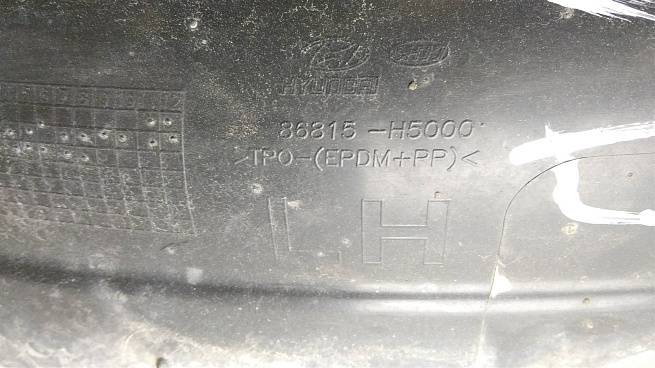 HYUNDAI
86815-H5000
>TPO-(EPDM+PP)<
LH